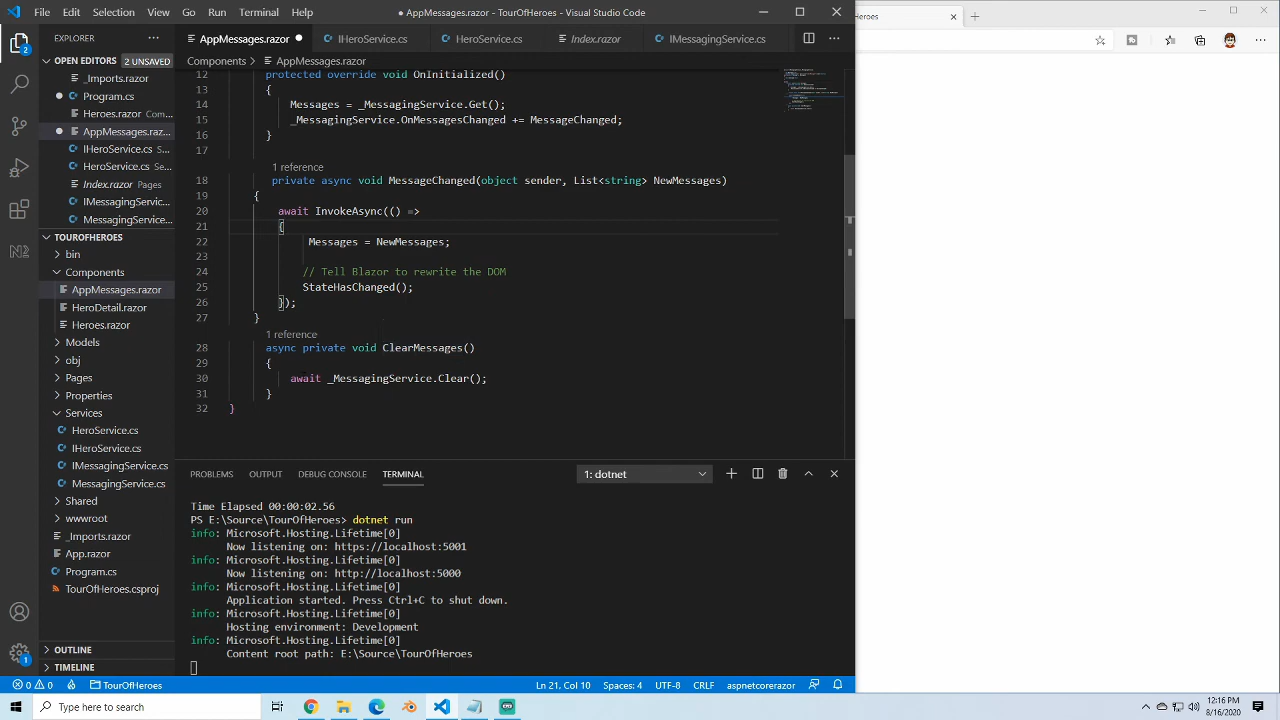 File Edit Selection View Go Run Terminal Help
AppMessages.razor - TourOfHeroes - Visual Studio Code
Heroes
EXPLORER
OPEN EDITORS 2 UNSAVED
_Imports.razor
Program.cs
Heroes.razor Com...
AppMessages.raz...
IHeroService.cs S...
HeroService.cs Se...
Index.razor Pages
IMessagingServic...
MessagingService...
TOUROFHEROES
bin
Components
AppMessages.razor
HeroDetail.razor
Heroes.razor
Models
obj
Pages
Properties
Services
HeroService.cs
IHeroService.cs
IMessagingService.cs
MessagingService.cs
Shared
wwwroot
_Imports.razor
App.razor
Program.cs
TourOfHeroes.csproj
OUTLINE
TIMELINE
2
1
AppMessages.razor IHeroService.cs HeroService.cs Index.razor IMessagingService.cs
Components > AppMessages.razor
12 protected override void OnInitialized()
13 {
14 Messages = _MessagingService.Get();
15 _MessagingService.OnMessagesChanged += MessageChanged;
16 }
17
1 reference
18 private async void MessageChanged(object sender, List<string> NewMessages)
19 {
20 await InvokeAsync(() =>
21 {
22 Messages = NewMessages;
23
24 // Tell Blazor to rewrite the DOM
25 StateHasChanged();
26 });
27 }
1 reference
28 async private void ClearMessages()
29 {
30 await _MessagingService.Clear();
31 }
32 }
PROBLEMS OUTPUT DEBUG CONSOLE TERMINAL 1: dotnet
Time Elapsed 00:00:02.56
PS E:\Source\TourOfHeroes> dotnet run
info: Microsoft.Hosting.Lifetime[0]
Now listening on: https://localhost:5001
info: Microsoft.Hosting.Lifetime[0]
Now listening on: http://localhost:5000
info: Microsoft.Hosting.Lifetime[0]
Application started. Press Ctrl+C to shut down.
info: Microsoft.Hosting.Lifetime[0]
Hosting environment: Development
info: Microsoft.Hosting.Lifetime[0]
Content root path: E:\Source\TourOfHeroes
0 0 TourOfHeroes Ln 21, Col 10 Spaces: 4 UTF-8 CRLF aspnetcorerazor
Type here to search
12:16 PM
8/16/2020